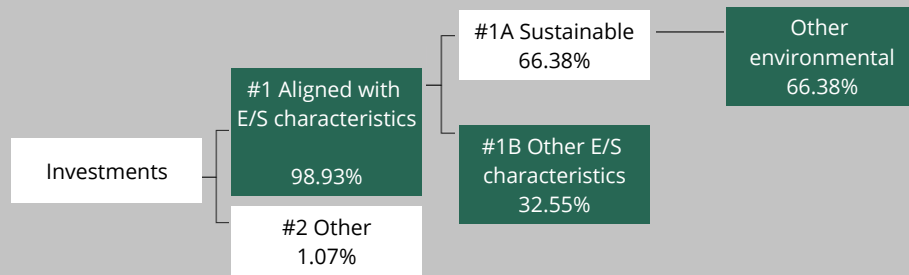 Investments
#1 Aligned with
E/S characteristics
98.93%
#2 Other
1.07%
#1A Sustainable
66.38%
#1B Other E/S
characteristics
32.55%
Other
environmental
66.38%